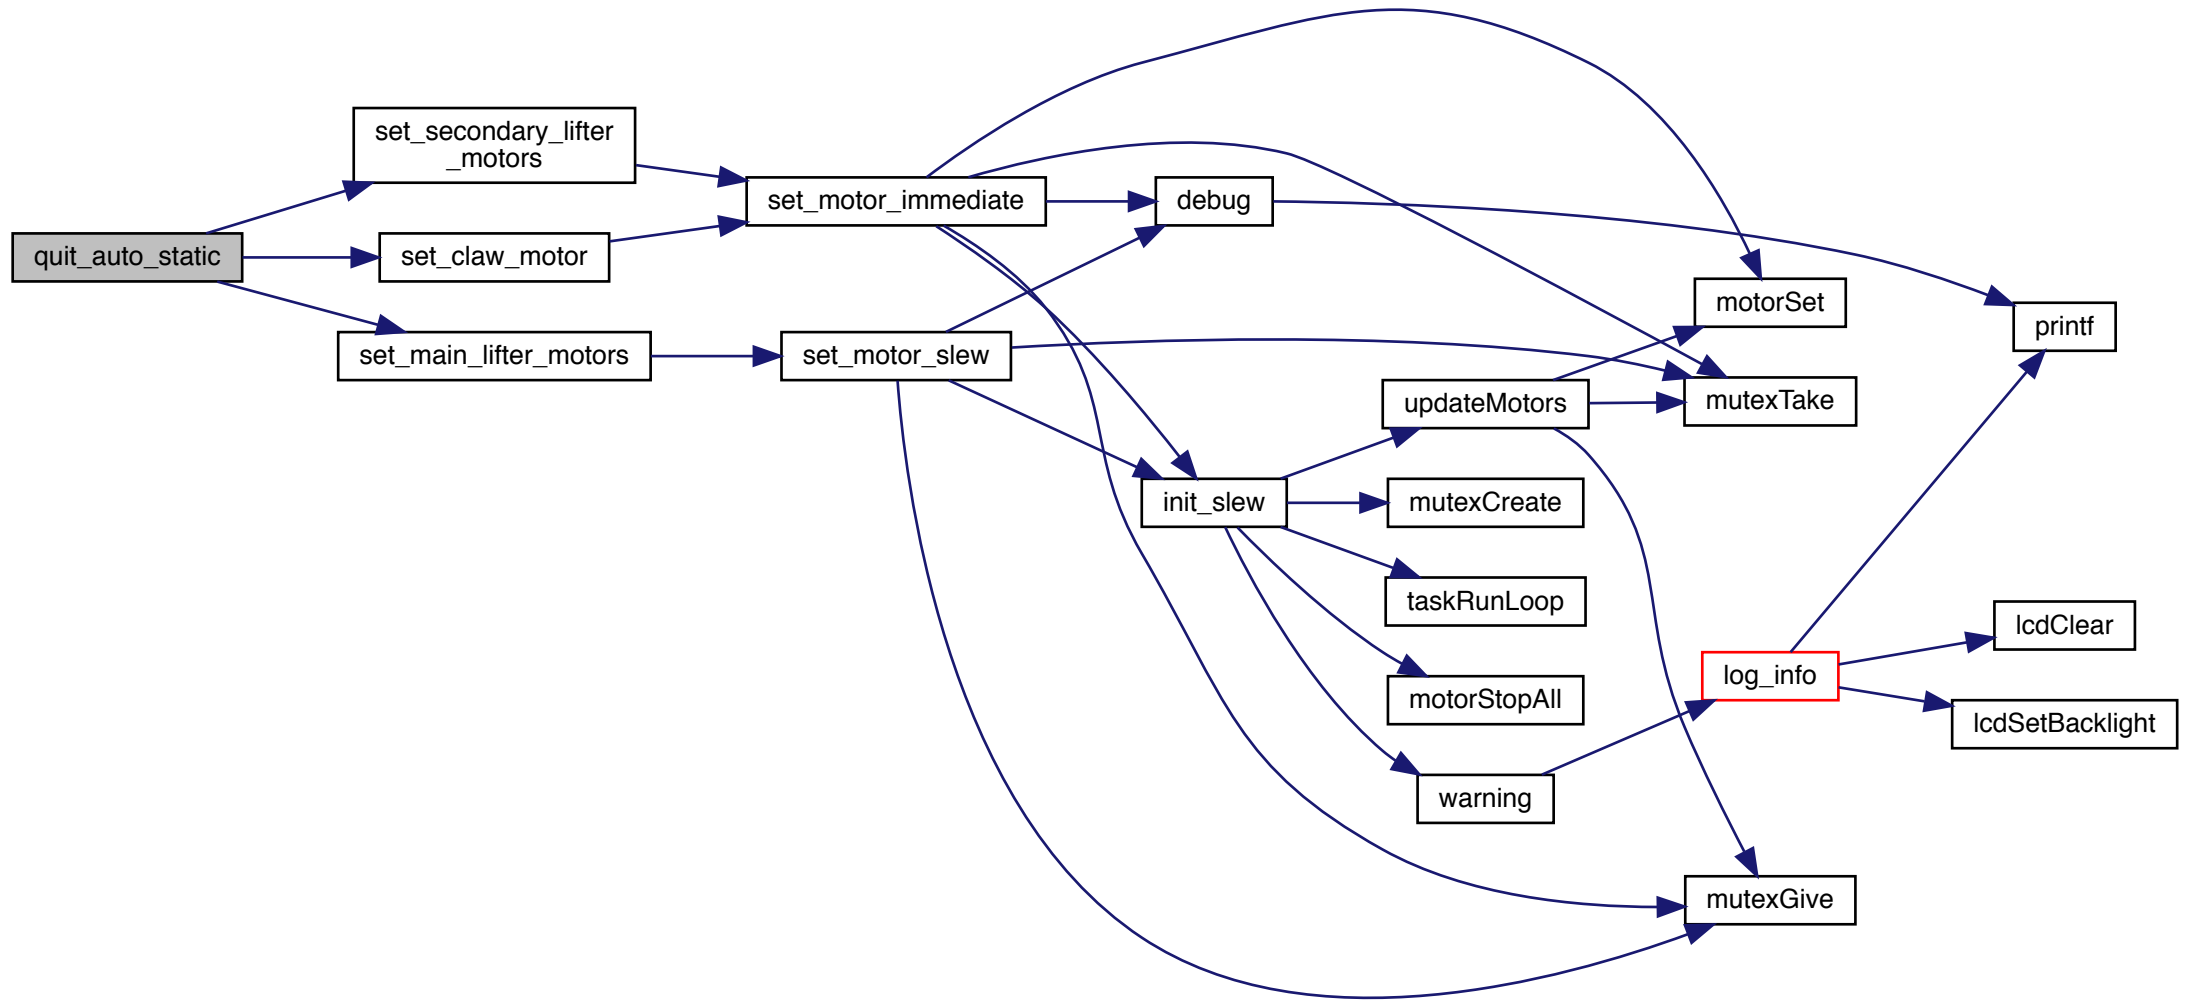 quit_auto_static
set_secondary_lifter
_motors
set_claw_motor
set_main_lifter_motors
set_motor_immediate
set_motor_slew
debug
init_slew
updateMotors
mutexCreate
taskRunLoop
motorStopAll
warning
motorSet
mutexTake
log_info
mutexGive
printf
lcdClear
lcdSetBacklight